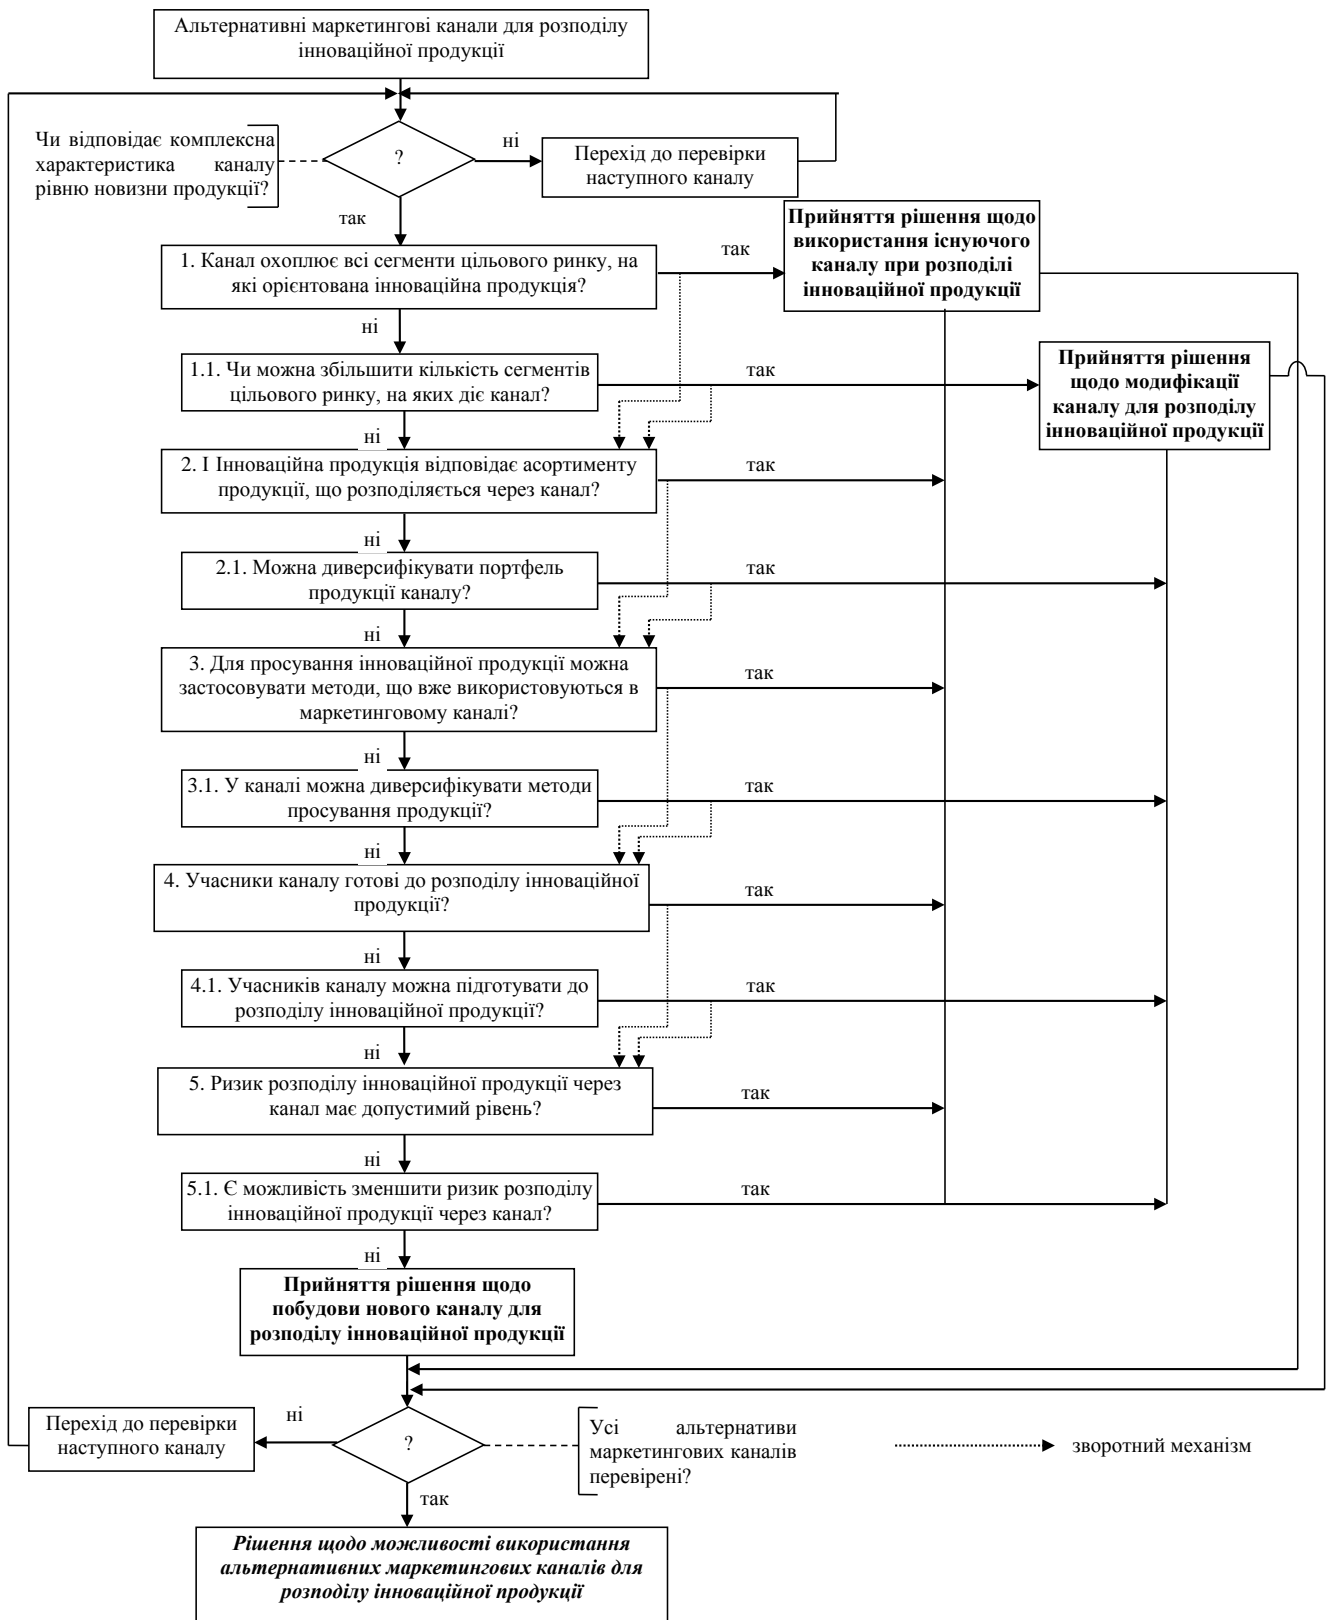 Альтернативні маркетингові канали для розподілу
інноваційної продукції
Чи відповідає комплексна
характеристика каналу
рівню новизни продукції?
?
ні
Перехід до перевірки
наступного каналу
так
Прийняття рішення щодо
використання існуючого
каналу при розподілі
інноваційної продукції
1. Канал охоплює всі сегменти цільового ринку, на
які орієнтована інноваційна продукція?
так
ні
1.1. Чи можна збільшити кількість сегментів
цільового ринку, на яких діє канал?
так
Прийняття рішення
щодо модифікації
каналу для розподілу
інноваційної продукції
ні
2. І Інноваційна продукція відповідає асортименту
продукції, що розподіляється через канал?
так
ні
2.1. Можна диверсифікувати портфель
продукції каналу?
так
ні
3. Для просування інноваційної продукції можна
застосовувати методи, що вже використовуються в
маркетинговому каналі?
так
ні
3.1. У каналі можна диверсифікувати методи
просування продукції?
так
ні
4. Учасники каналу готові до розподілу інноваційної
продукції?
так
ні
4.1. Учасників каналу можна підготувати до
розподілу інноваційної продукції?
так
ні
5. Ризик розподілу інноваційної продукції через
канал має допустимий рівень?
так
ні
5.1. Є можливість зменшити ризик розподілу
інноваційної продукції через канал?
так
ні
Прийняття рішення щодо
побудови нового каналу для
розподілу інноваційної продукції
Перехід до перевірки
наступного каналу
ні
?
Усі альтернативи
маркетингових каналів
перевірені?
зворотний механізм
так
Рішення щодо можливості використання
альтернативних маркетингових каналів для
розподілу інноваційної продукції